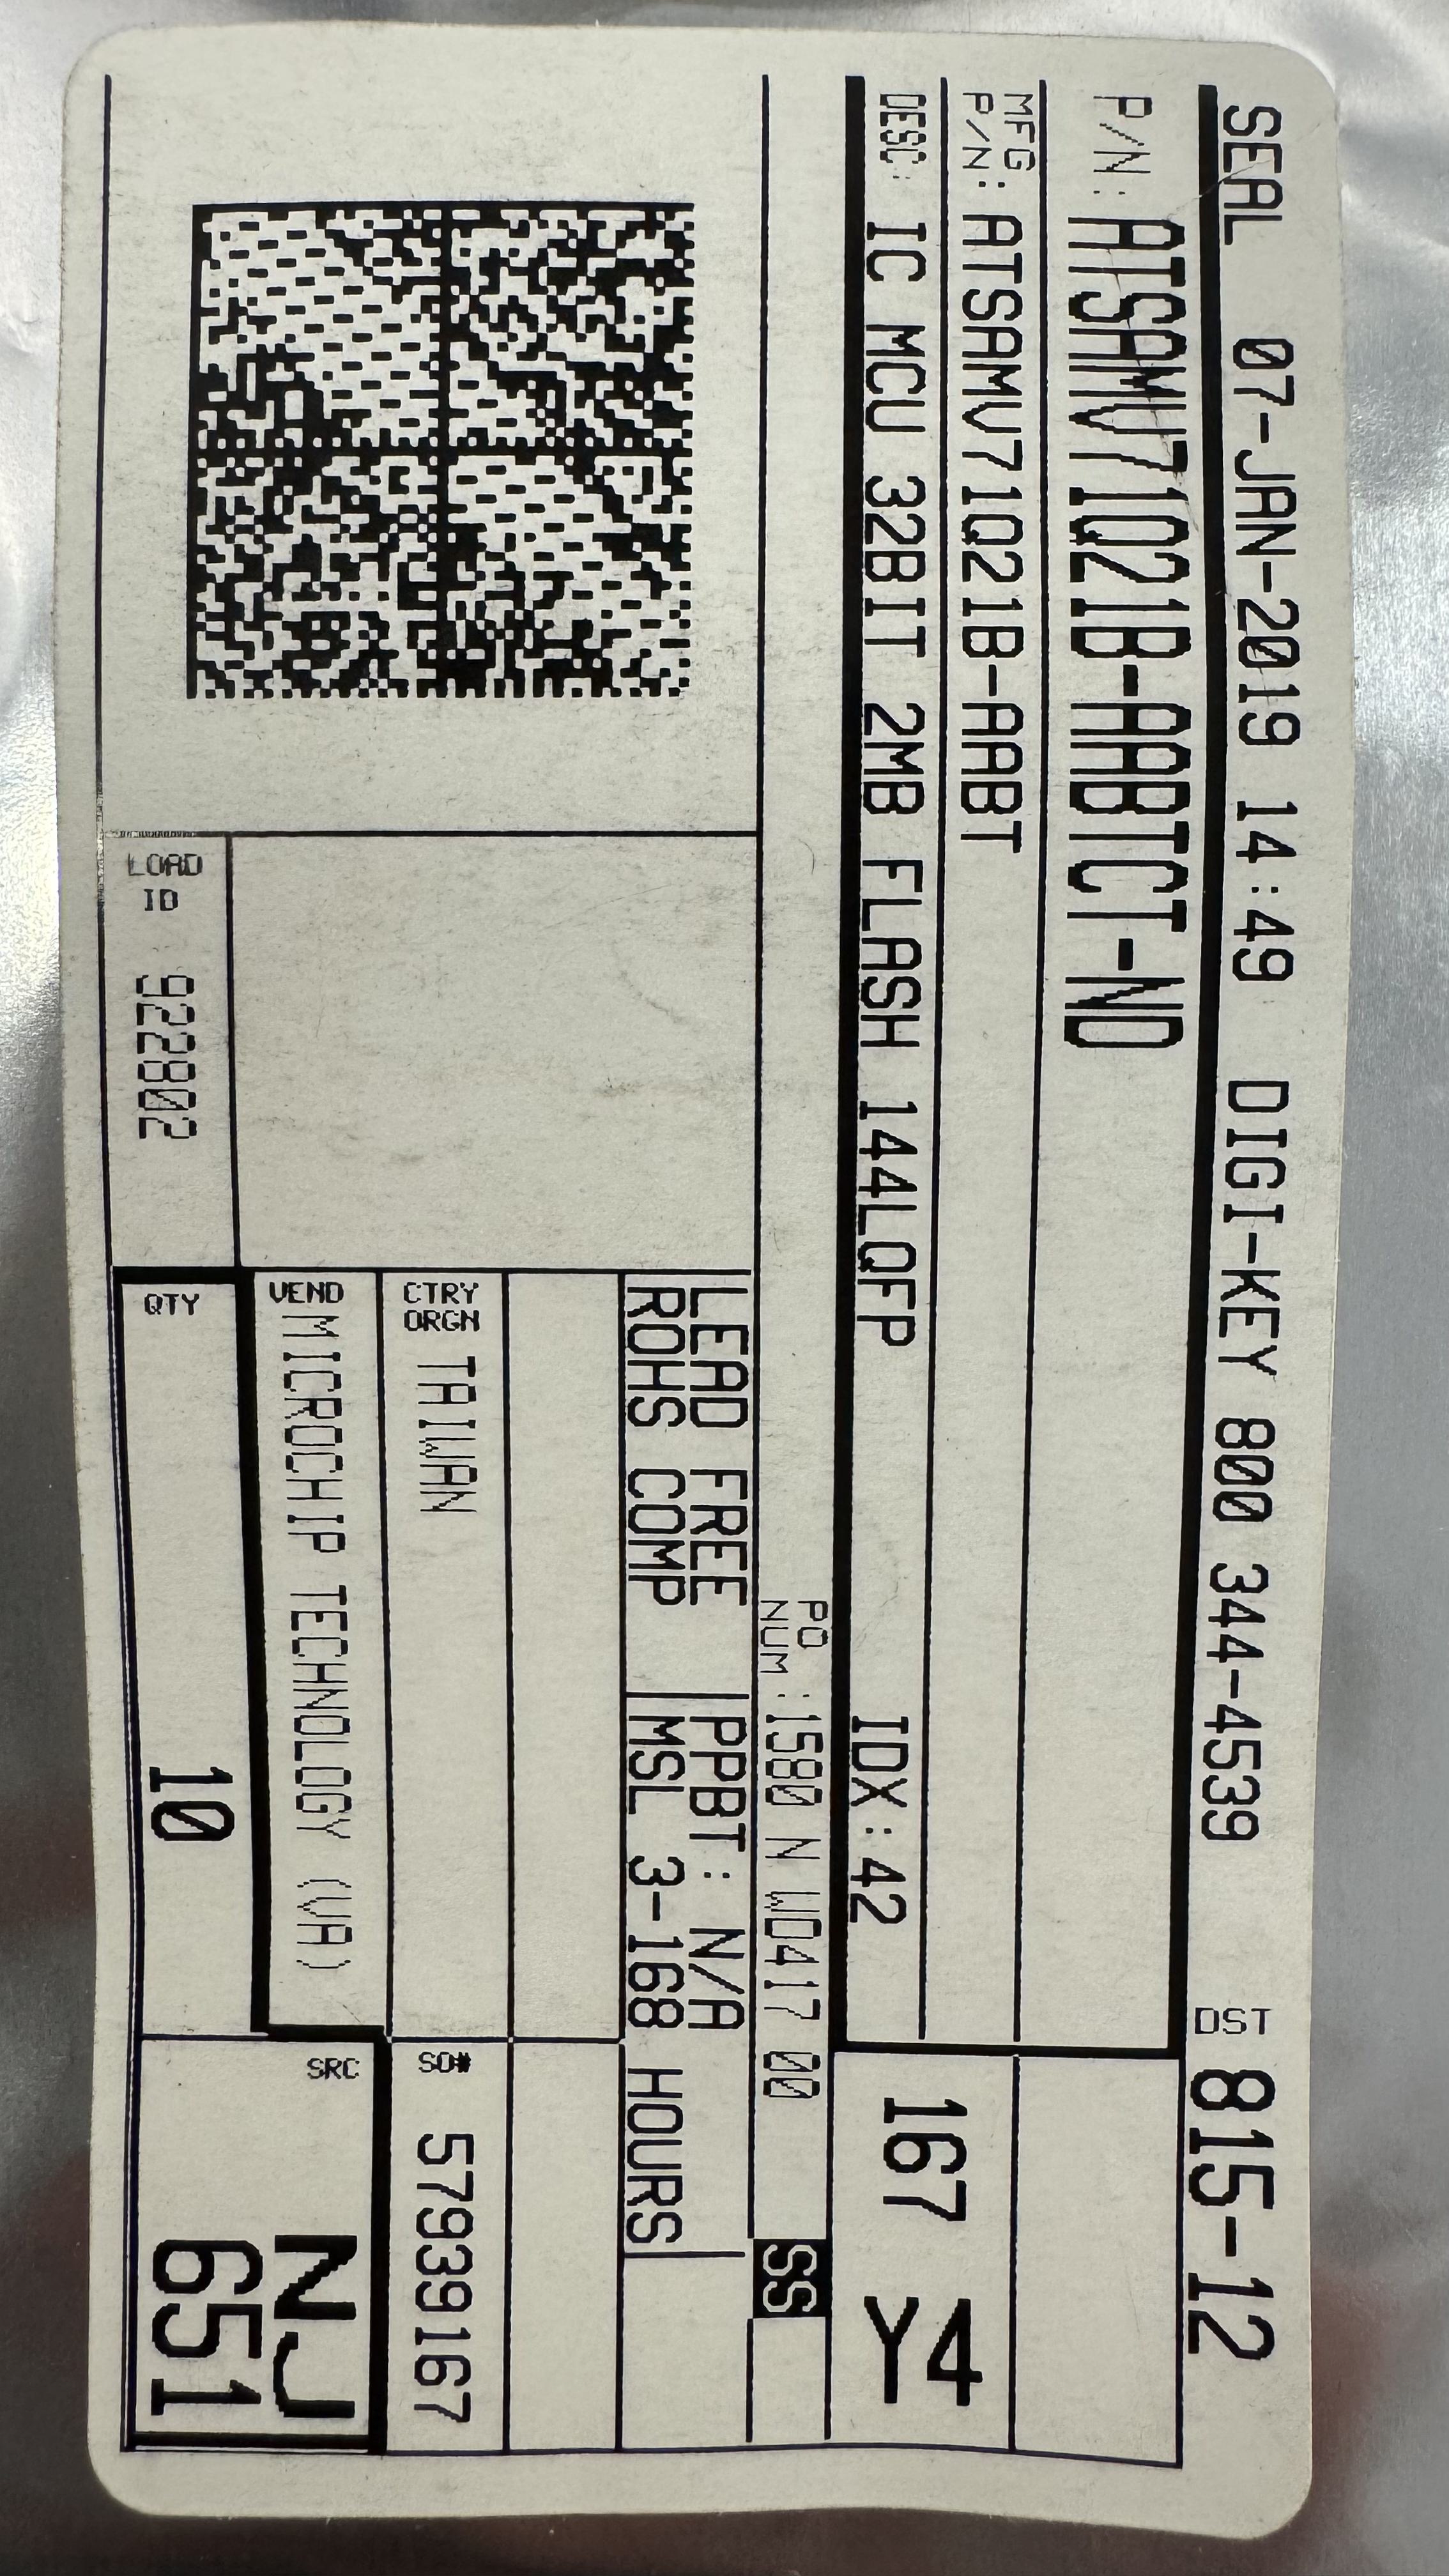 SEAL 07-JAN-2019 14:49 DIGI-KEY 800 344-4539 DST 815-12
P/N: ATSAMV71Q21B-AABTCT-ND
MFG P/N: ATSAMV71Q21B-AABT
DESC: IC MCU 32BIT 2MB FLASH 144LQFP IDX:42
167 Y4
PO NUM :1580 N W0417 00 SS
LEAD FREE PPBT: N/A
ROHS COMP MSL 3-168 HOURS
CTRY ORGN TAIWAN
SO# 57939167
VEND MICROCHIP TECHNOLOGY (VA)
LOAD ID 922802
QTY 10
SRC NJ
651